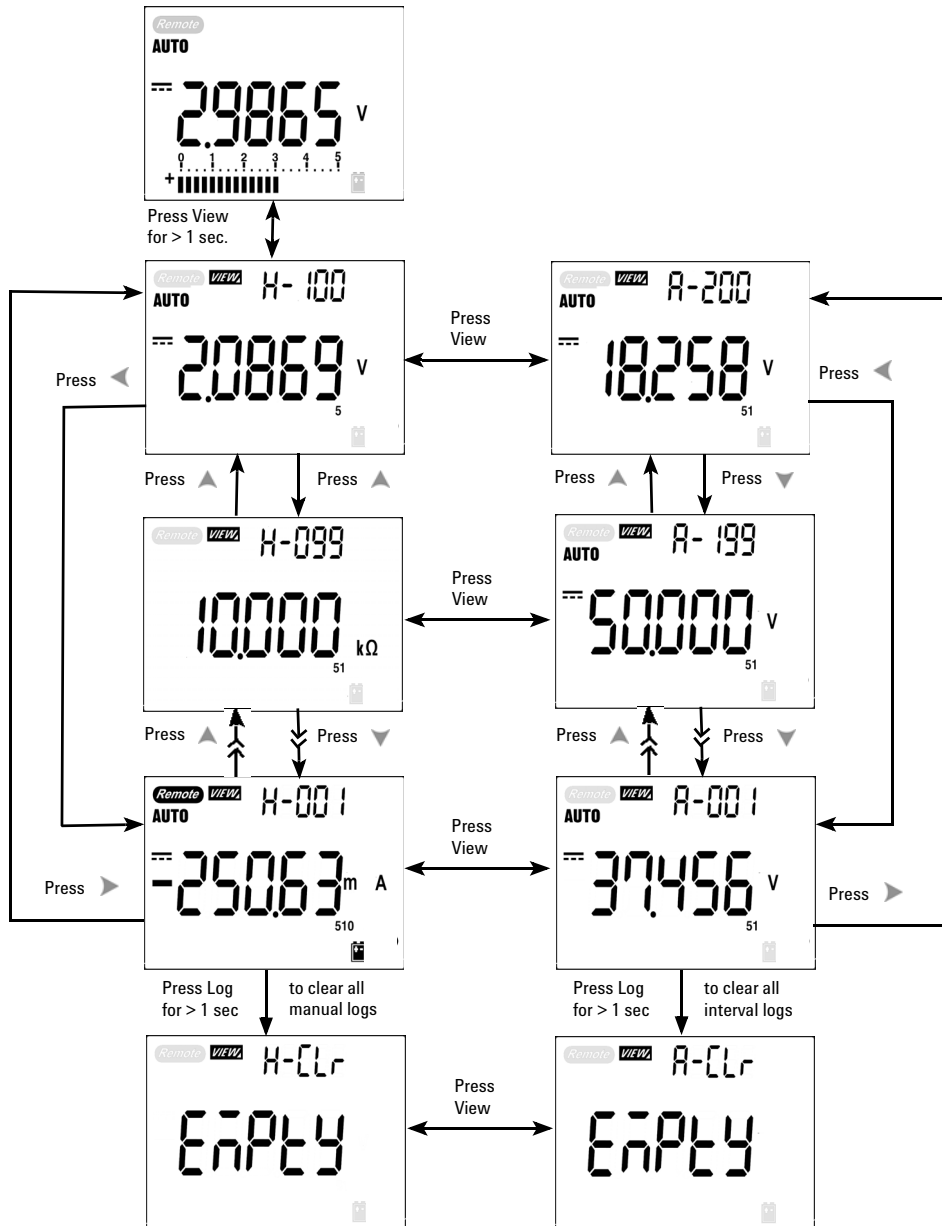 Remote
AUTO
2.9865 V
0 1 2 3 4 5
+
Press View
for > 1 sec.
Remote VIEW H-100
AUTO
2.0869 V
5
Press
View
Remote VIEW A-200
AUTO
18.258 V
51
Press
Press
Press
Press
Press
Press
Remote VIEW H-099
10.000 kΩ
51
Press
View
Remote VIEW A-199
AUTO
50.000 V
51
Press
Press
Press
Press
Remote VIEW H-001
AUTO
-250.63 m A
510
Press
View
Remote VIEW A-001
AUTO
37.456 V
51
Press
Press
Press Log
for > 1 sec
to clear all
manual logs
Press Log
for > 1 sec
to clear all
interval logs
Remote VIEW H-CLr
EmPtY
Press
View
Remote VIEW A-CLr
EmPtY